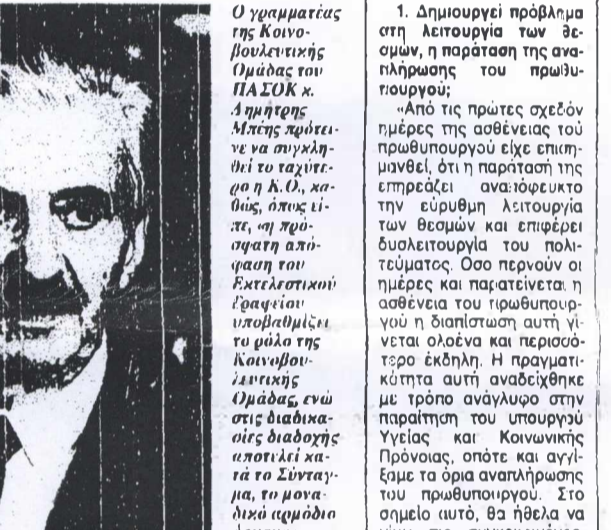 Ο γραμματέας
της Κοινο-
βουλευτικής
Ομάδας του
ΠΑΣΟΚ κ.
Δημήτρης
Μπέης πρότει-
νε να συγκλη-
θεί το ταχύτε-
ρο η Κ.Ο., κα-
θώς, όπως εί-
πε, «η πρό-
σφατη από-
φαση του
Εκτελεστικού
Γραφείου
υποβαθμίζει
το ρόλο της
Κοινοβου-
λευτικής
Ομάδας, ενώ
στις διαδικα-
σίες διαδοχής
αποτελεί κα-
τά το Σύνταγ-
μα, το μονα-
δικό αρμόδιο
1. Δημιουργεί πρόβλημα
στη λειτουργία των θε-
σμών, η παράταση της ανα-
πλήρωσης του πρωθυ-
πουργού;
«Από τις πρώτες σχεδόν
ημέρες της ασθένειας τού
πρωθυπουργού είχε επιση-
μανθεί, ότι η παράτασή της
επηρεάζει αναπόφευκτο
την εύρυθμη λειτουργία
των θεσμών και επιφέρει
δυσλειτουργία του πολι-
τεύματος. Οσο περνούν οι
ημέρες και παρατείνεται η
ασθένεια του πρωθυπουρ-
γού η διαπίστωση αυτή γί-
νεται ολοένα και περισσό-
τερο έκδηλη. Η πραγματι-
κότητα αυτή αναδείχθηκε
με τρόπο ανάγλυφο στην
παραίτηση του υπουργού
Υγείας και Κοινωνικής
Πρόνοιας, οπότε και αγγί-
ξαμε τα όρια αναπλήρωσης
του πρωθυπουργού. Στο
σημείο αυτό, θα ήθελα να